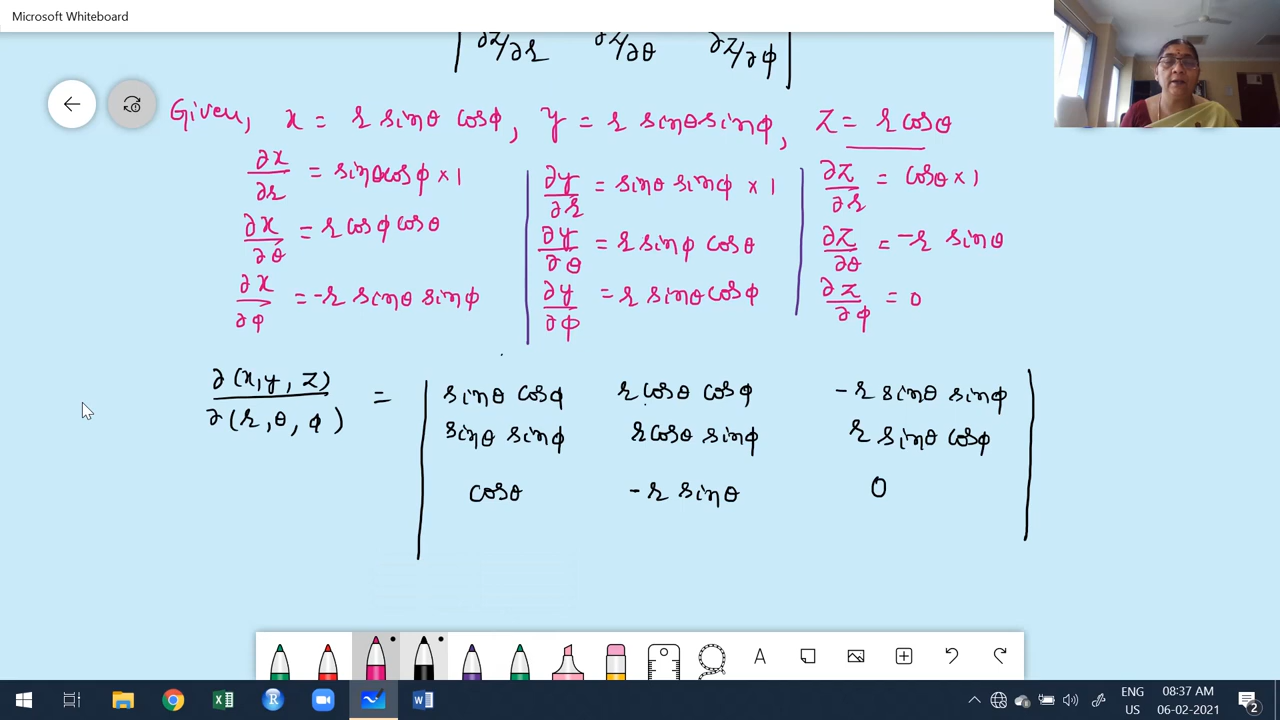 Microsoft Whiteboard
∂z/∂r ∂z/∂θ ∂z/∂φ
Given, x = r sinθ cosφ, y = r sinθ sinφ, z = r cosθ
∂x/∂r = sinθ cosφ × 1
∂x/∂θ = r cosφ cosθ
∂x/∂φ = -r sinθ sinφ
∂y/∂r = sinθ sinφ × 1
∂y/∂θ = r sinφ cosθ
∂y/∂φ = r sinθ cosφ
∂z/∂r = cosθ × 1
∂z/∂θ = -r sinθ
∂z/∂φ = 0
∂(x,y,z)/∂(r,θ,φ) = | sinθ cosφ r cosθ cosφ -r sinθ sinφ |
sinθ sinφ r cosθ sinφ r sinθ cosφ
cosθ -r sinθ 0
A
ENG 08:37 AM
US 06-02-2021
2